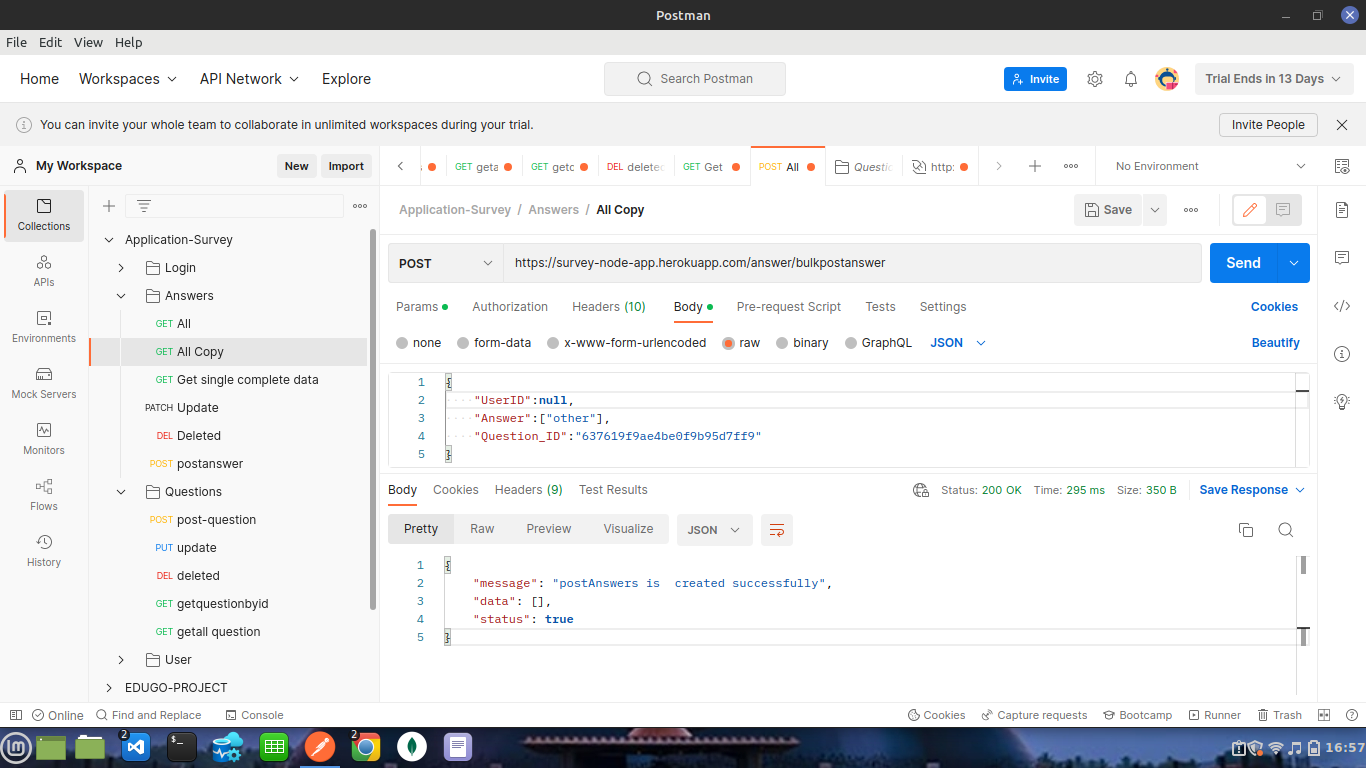 Postman
File Edit View Help
Home Workspaces API Network Explore Search Postman Invite Trial Ends in 13 Days
You can invite your whole team to collaborate in unlimited workspaces during your trial. Invite People
My Workspace New Import
GET geta GET getc DEL deletec GET Get POST All Questic http: No Environment
Collections
APIs
Environments
Mock Servers
Monitors
Flows
History
Application-Survey
Login
Answers
GET All
GET All Copy
GET Get single complete data
PATCH Update
DEL Deleted
POST postanswer
Questions
POST post-question
PUT update
DEL deleted
GET getquestionbyid
GET getall question
User
EDUGO-PROJECT
Application-Survey / Answers / All Copy Save
POST https://survey-node-app.herokuapp.com/answer/bulkpostanswer Send
Params Authorization Headers (10) Body Pre-request Script Tests Settings Cookies
none form-data x-www-form-urlencoded raw binary GraphQL JSON Beautify
1 {
2 "UserID":null,
3 "Answer":["other"],
4 "Question_ID":"637619f9ae4be0f9b95d7ff9"
5 }
Body Cookies Headers (9) Test Results Status: 200 OK Time: 295 ms Size: 350 B Save Response
Pretty Raw Preview Visualize JSON
1 {
2 "message": "postAnswers is  created successfully",
3 "data": [],
4 "status": true
5 }
Online Find and Replace Console Cookies Capture requests Bootcamp Runner Trash
2 2 16:57